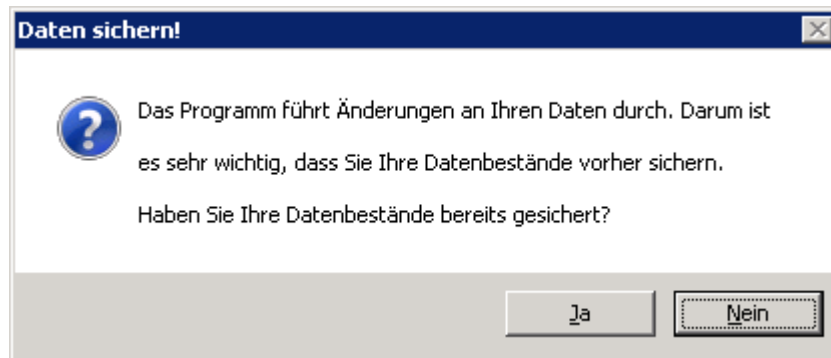 Daten sichern!
Das Programm führt Änderungen an Ihren Daten durch. Darum ist
es sehr wichtig, dass Sie Ihre Datenbestände vorher sichern.
Haben Sie Ihre Datenbestände bereits gesichert?
Ja
Nein